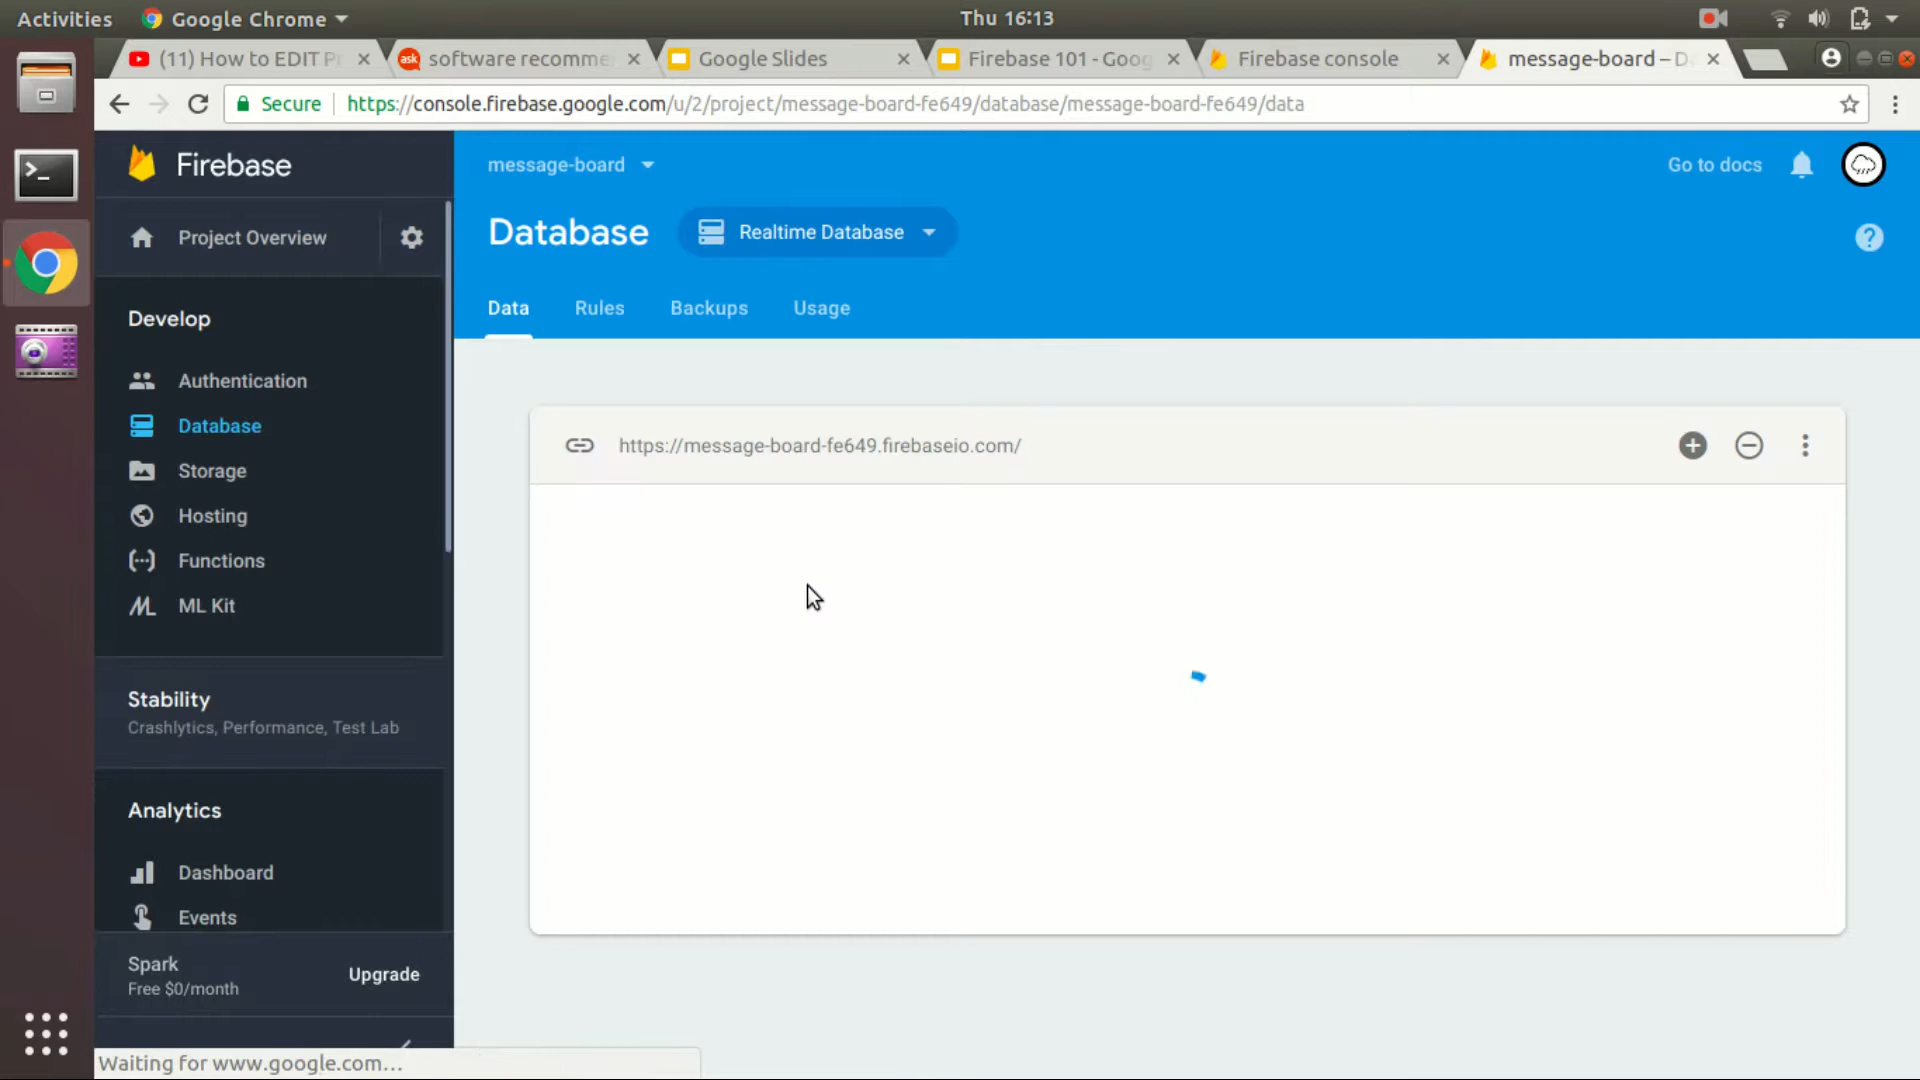 Activities
Google Chrome
Thu 16:13
(11) How to EDIT P
software recomme
Google Slides
Firebase 101 - Goog
Firebase console
message-board – D
Secure
https://console.firebase.google.com/u/2/project/message-board-fe649/database/message-board-fe649/data
Firebase
message-board
Go to docs
Project Overview
Database
Realtime Database
Data
Rules
Backups
Usage
Develop
Authentication
Database
Storage
Hosting
Functions
ML Kit
https://message-board-fe649.firebaseio.com/
Stability
Crashlytics, Performance, Test Lab
Analytics
Dashboard
Events
Spark
Free $0/month
Upgrade
Waiting for www.google.com...
ask